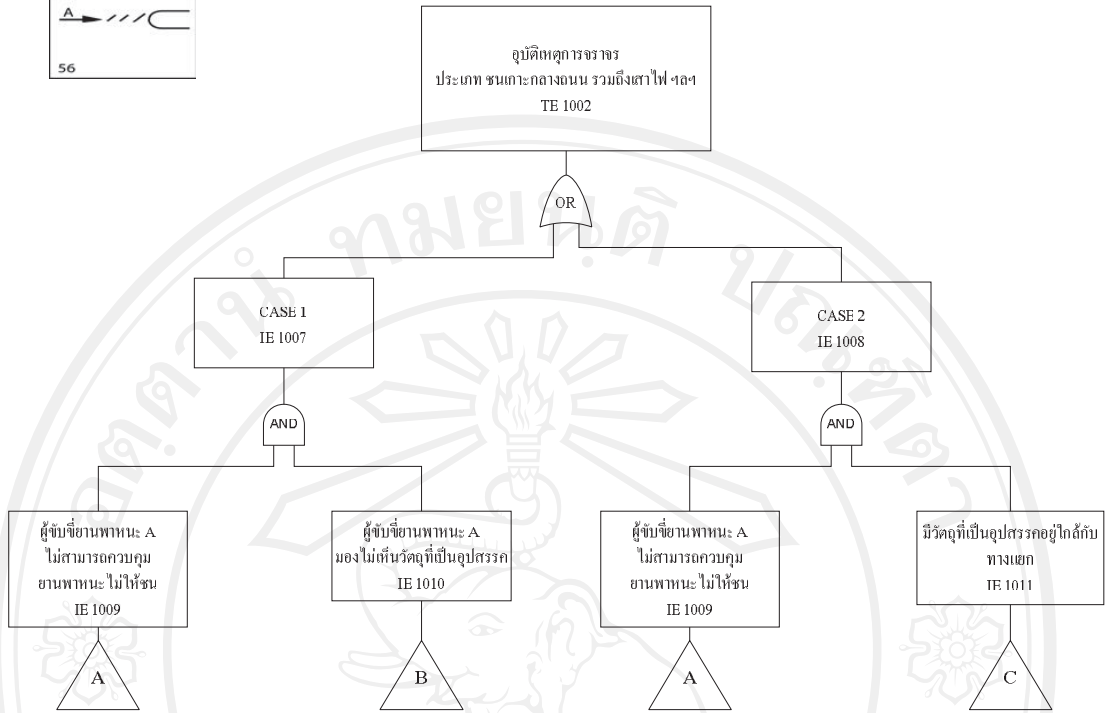 A
56
อุบัติเหตุการจราจร
ประเภท ชนเกาะกลางถนน รวมถึงเสาไฟ ฯลฯ
TE 1002
OR
CASE 1
IE 1007
CASE 2
IE 1008
AND
AND
ผู้ขับขี่ยานพาหนะ A
ไม่สามารถควบคุม
ยานพาหนะ ไม่ให้ชน
IE 1009
ผู้ขับขี่ยานพาหนะ A
มองไม่เห็นวัตถุที่เป็นอุปสรรค
IE 1010
ผู้ขับขี่ยานพาหนะ A
ไม่สามารถควบคุม
ยานพาหนะ ไม่ให้ชน
IE 1009
มีวัตถุที่เป็นอุปสรรคอยู่ใกล้กับ
ทางแยก
IE 1011
A
B
A
C